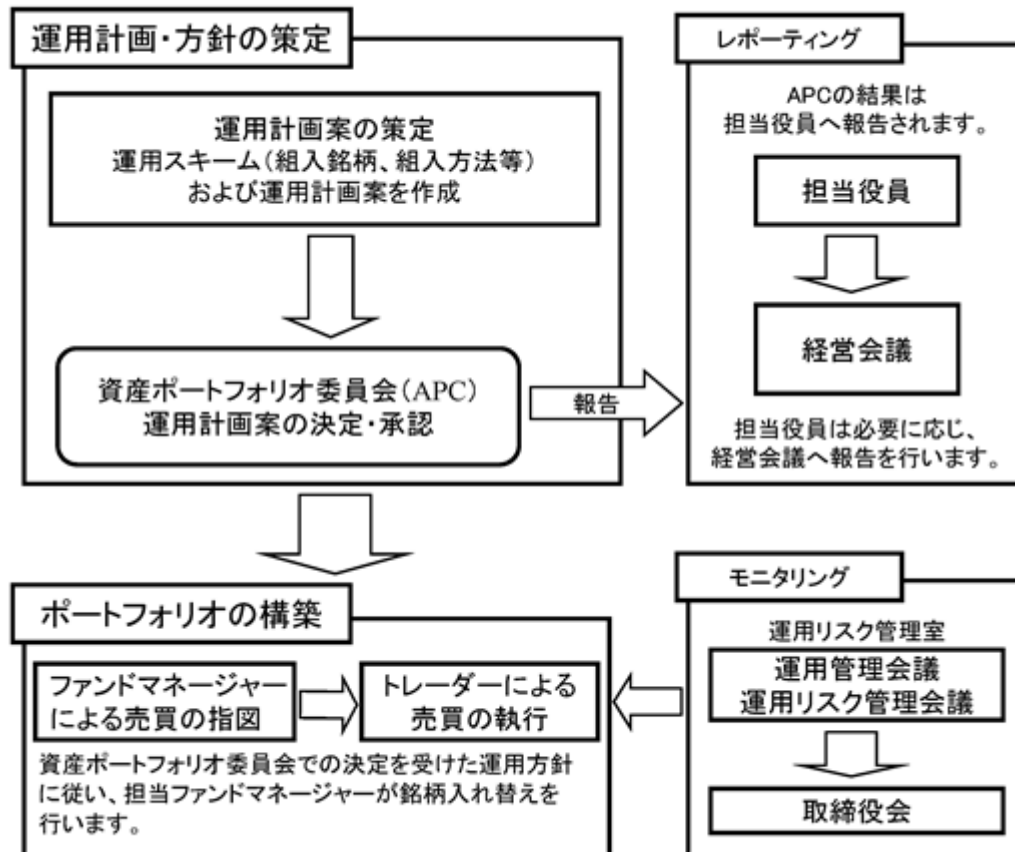 運用計画・方針の策定
運用計画案の策定
運用スキーム(組入銘柄、組入方法等)
および運用計画案を作成
資産ポートフォリオ委員会(APC)
運用計画案の決定・承認
報告
レポーティング
APCの結果は
担当役員へ報告されます。
担当役員
経営会議
担当役員は必要に応じ、
経営会議へ報告を行います。
ポートフォリオの構築
ファンドマネージャー
による売買の指図
トレーダーによる
売買の執行
資産ポートフォリオ委員会での決定を受けた運用方針
に従い、担当ファンドマネージャーが銘柄入れ替えを
行います。
モニタリング
運用リスク管理室
運用管理会議
運用リスク管理会議
取締役会